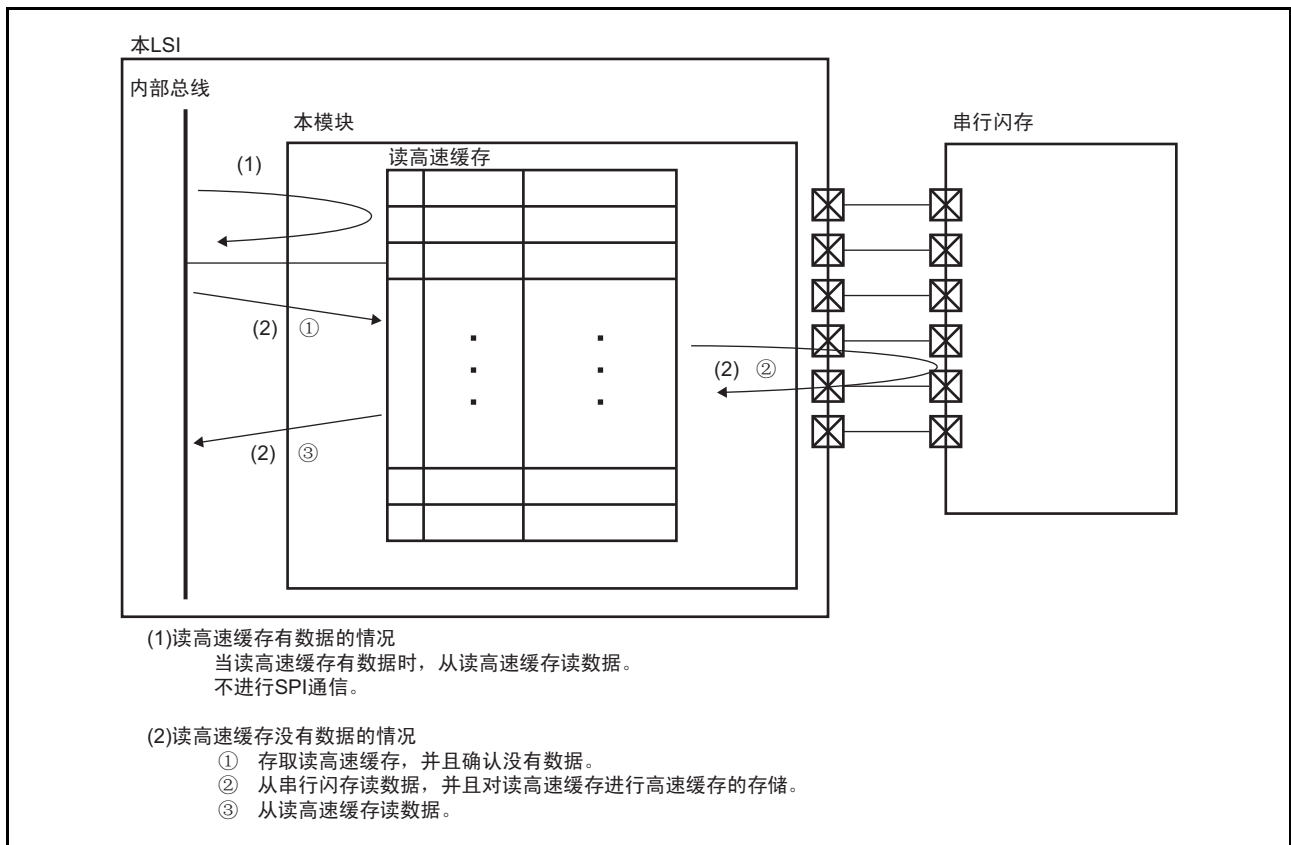 本LSI
内部总线
本模块
串行闪存
读高速缓存
(1)
(2) ①
(2) ②
(2) ③
(1)读高速缓存有数据的情况
当读高速缓存有数据时，从读高速缓存读数据。
不进行SPI通信。
(2)读高速缓存没有数据的情况
① 存取读高速缓存，并且确认没有数据。
② 从串行闪存读数据，并且对读高速缓存进行高速缓存的存储。
③ 从读高速缓存读数据。